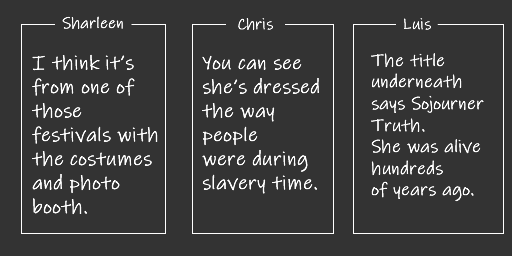 Sharleen
I think it's
from one of
those
festivals with
the costumes
and photo
booth.
Chris
You can see
she's dressed
the way
people
were during
slavery time.
Luis
The title
underneath
says Sojourner
Truth.
She was alive
hundreds
of years ago.